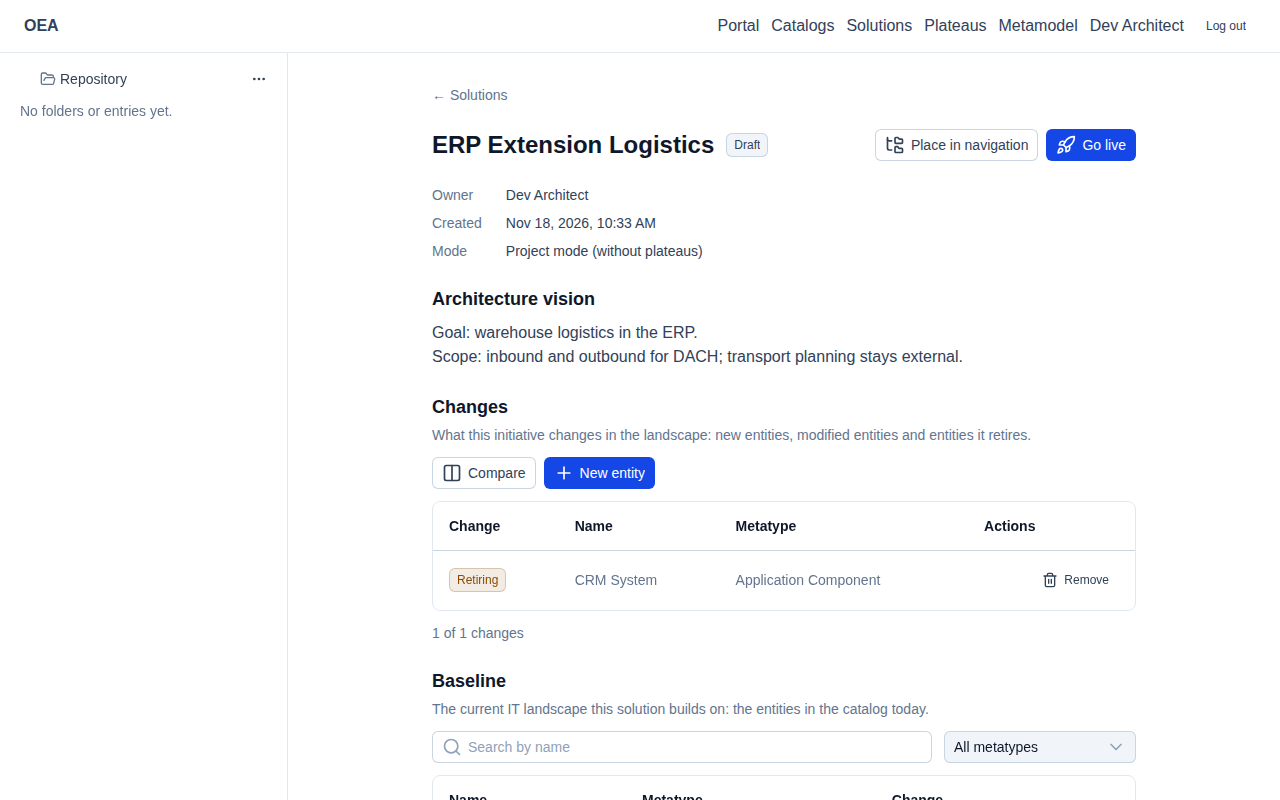 OEA
Portal Catalogs Solutions Plateaus Metamodel Dev Architect Log out
Repository
No folders or entries yet.
← Solutions
ERP Extension Logistics Draft Place in navigation Go live
Owner Dev Architect
Created Nov 18, 2026, 10:33 AM
Mode Project mode (without plateaus)
Architecture vision
Goal: warehouse logistics in the ERP.
Scope: inbound and outbound for DACH; transport planning stays external.
Changes
What this initiative changes in the landscape: new entities, modified entities and entities it retires.
Compare New entity
Change Name Metatype Actions
Retiring CRM System Application Component Remove
1 of 1 changes
Baseline
The current IT landscape this solution builds on: the entities in the catalog today.
Search by name All metatypes
Name Metatype Change